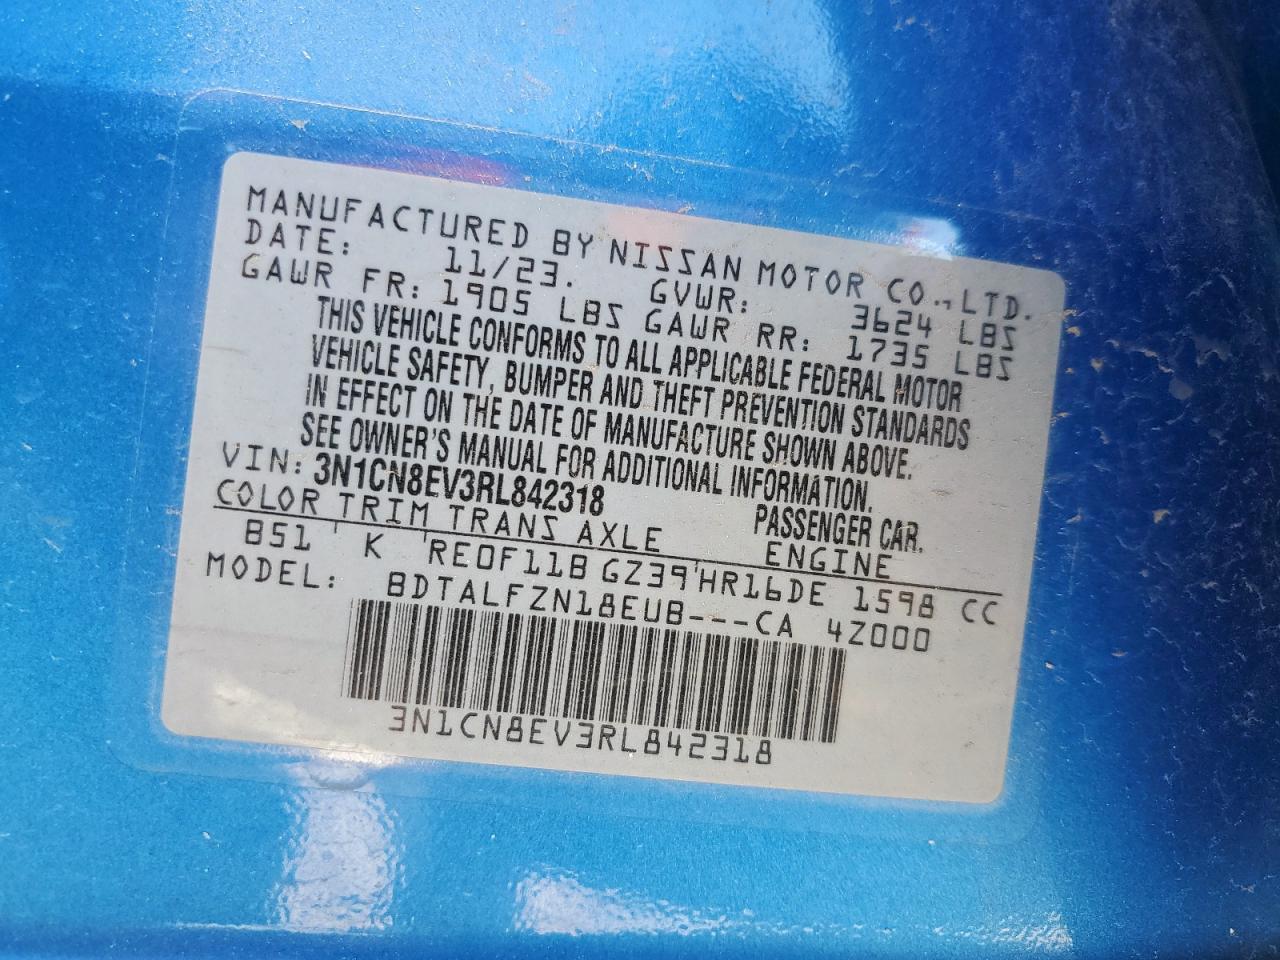 MANUFACTURED BY NISSAN MOTOR CO., LTD.
DATE: 11/23. GVWR: 3624 LBS
GAWR FR: 1905 LBS GAWR RR: 1735 LBS
THIS VEHICLE CONFORMS TO ALL APPLICABLE FEDERAL MOTOR
VEHICLE SAFETY, BUMPER AND THEFT PREVENTION STANDARDS
IN EFFECT ON THE DATE OF MANUFACTURE SHOWN ABOVE.
SEE OWNER'S MANUAL FOR ADDITIONAL INFORMATION.
VIN: 3N1CN8EV3RL842318 PASSENGER CAR.
COLOR TRIM TRANS AXLE ENGINE
B51 K RE0F11B GZ39 HR16DE 1598 CC
MODEL: BDTALFZN18EUB---CA 4Z000
3N1CN8EV3RL842318